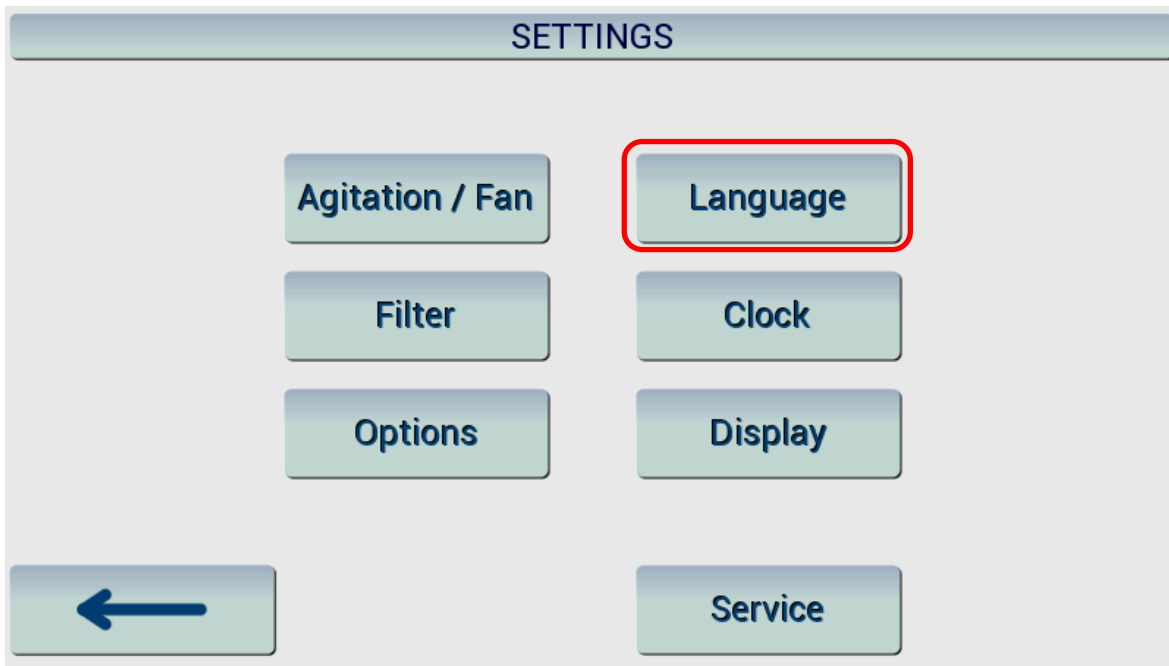 SETTINGS
Agitation / Fan
Language
Filter
Clock
Options
Display
Service